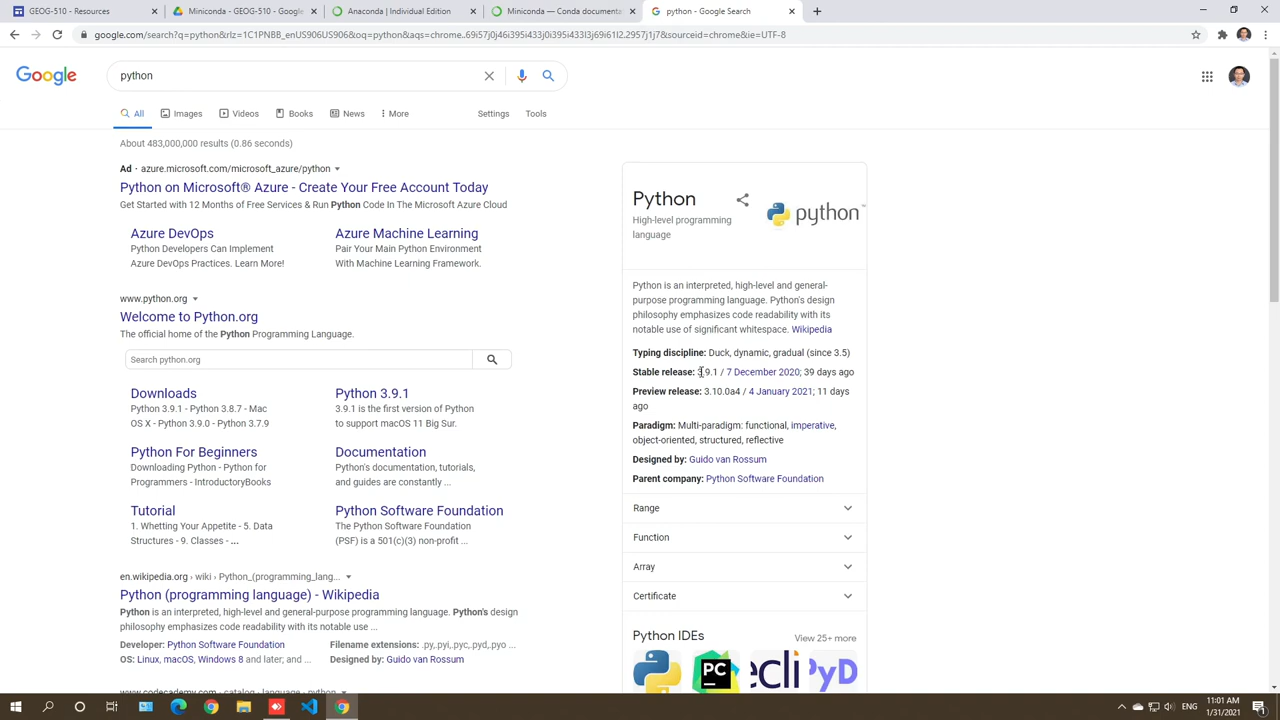 GEOG-510 - Resources
Miniconda - GEOG-510 - Google
Anaconda | Individual Edition
Miniconda — Conda documenta
python - Google Search
google.com/search?q=python&rlz=1C1PNBB_enUS906US906&oq=python&aqs=chrome..69i57j0j46i395i433j0i395i433l3j69i61l2.2957j1j7&sourceid=chrome&ie=UTF-8
Google
python
All
Images
Videos
Books
News
More
Settings
Tools
About 483,000,000 results (0.86 seconds)
Ad · azure.microsoft.com/microsoft_azure/python
Python on Microsoft® Azure - Create Your Free Account Today
Get Started with 12 Months of Free Services & Run Python Code In The Microsoft Azure Cloud
Azure DevOps
Python Developers Can Implement
Azure DevOps Practices. Learn More!
Azure Machine Learning
Pair Your Main Python Environment
With Machine Learning Framework.
www.python.org
Welcome to Python.org
The official home of the Python Programming Language.
Search python.org
Downloads
Python 3.9.1 - Python 3.8.7 - Mac
OS X - Python 3.9.0 - Python 3.7.9
Python 3.9.1
3.9.1 is the first version of Python
to support macOS 11 Big Sur.
Python For Beginners
Downloading Python - Python for
Programmers - IntroductoryBooks
Documentation
Python's documentation, tutorials,
and guides are constantly ...
Tutorial
1. Whetting Your Appetite - 5. Data
Structures - 9. Classes - ...
Python Software Foundation
The Python Software Foundation
(PSF) is a 501(c)(3) non-profit ...
en.wikipedia.org › wiki › Python_(programming_lang...
Python (programming language) - Wikipedia
Python is an interpreted, high-level and general-purpose programming language. Python's design
philosophy emphasizes code readability with its notable use ...
Developer: Python Software Foundation
Filename extensions: .py,.pyi,.pyc,.pyd,.pyo ...
OS: Linux, macOS, Windows 8 and later; and ...
Designed by: Guido van Rossum
www.codecademy.com › catalog › language › python
Python
High-level programming
language
python
Python is an interpreted, high-level and general-
purpose programming language. Python's design
philosophy emphasizes code readability with its
notable use of significant whitespace. Wikipedia
Typing discipline: Duck, dynamic, gradual (since 3.5)
Stable release: 3.9.1 / 7 December 2020; 39 days ago
Preview release: 3.10.0a4 / 4 January 2021; 11 days
ago
Paradigm: Multi-paradigm: functional, imperative,
object-oriented, structured, reflective
Designed by: Guido van Rossum
Parent company: Python Software Foundation
Range
Function
Array
Certificate
Python IDEs
View 25+ more
PC
ecli
PyD
ENG
11:01 AM
1/31/2021
1